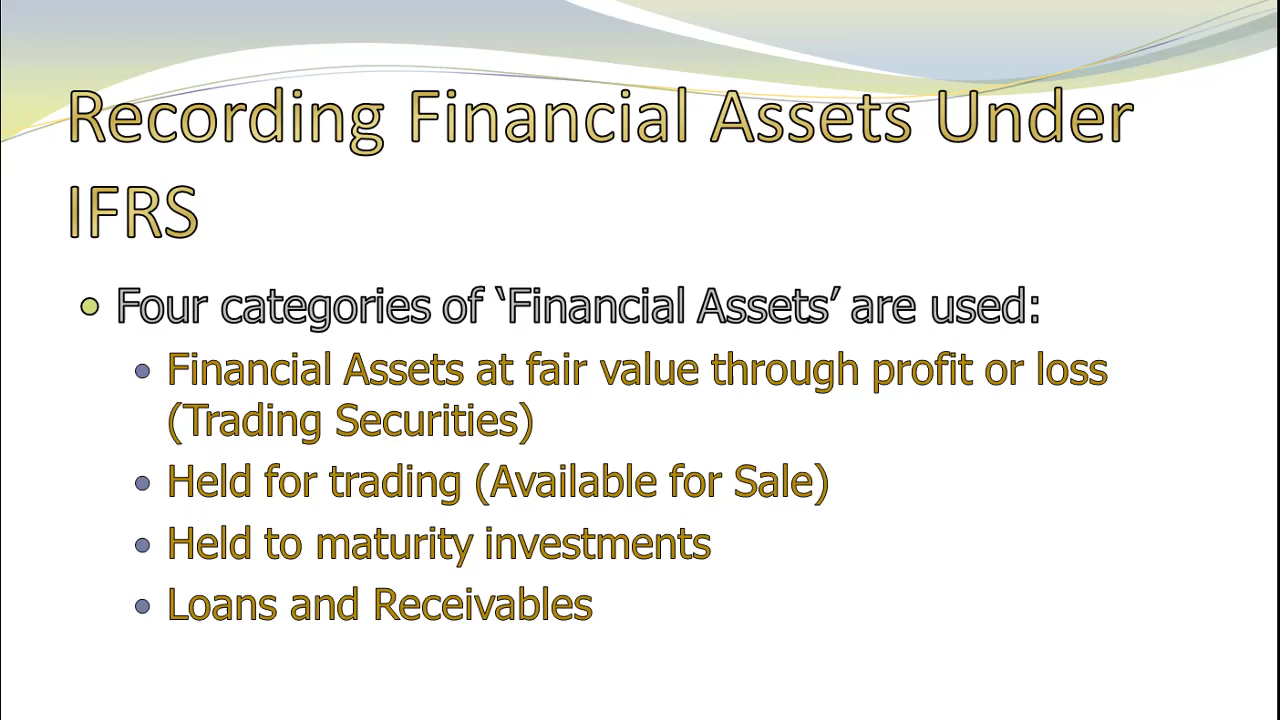 Recording Financial Assets Under
IFRS
Four categories of ‘Financial Assets’ are used:
Financial Assets at fair value through profit or loss
(Trading Securities)
Held for trading (Available for Sale)
Held to maturity investments
Loans and Receivables